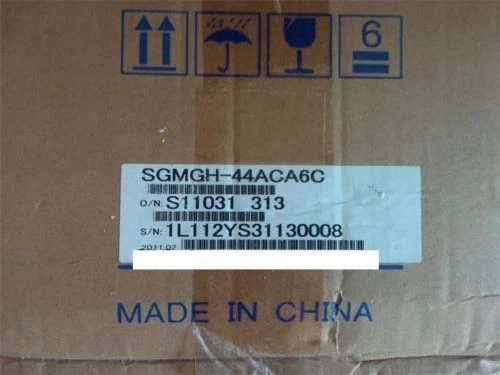 6
SGMGH-44ACA6C
O/N: S11031 313
S/N: 1L112YS31130008
2011.02
MADE IN CHINA